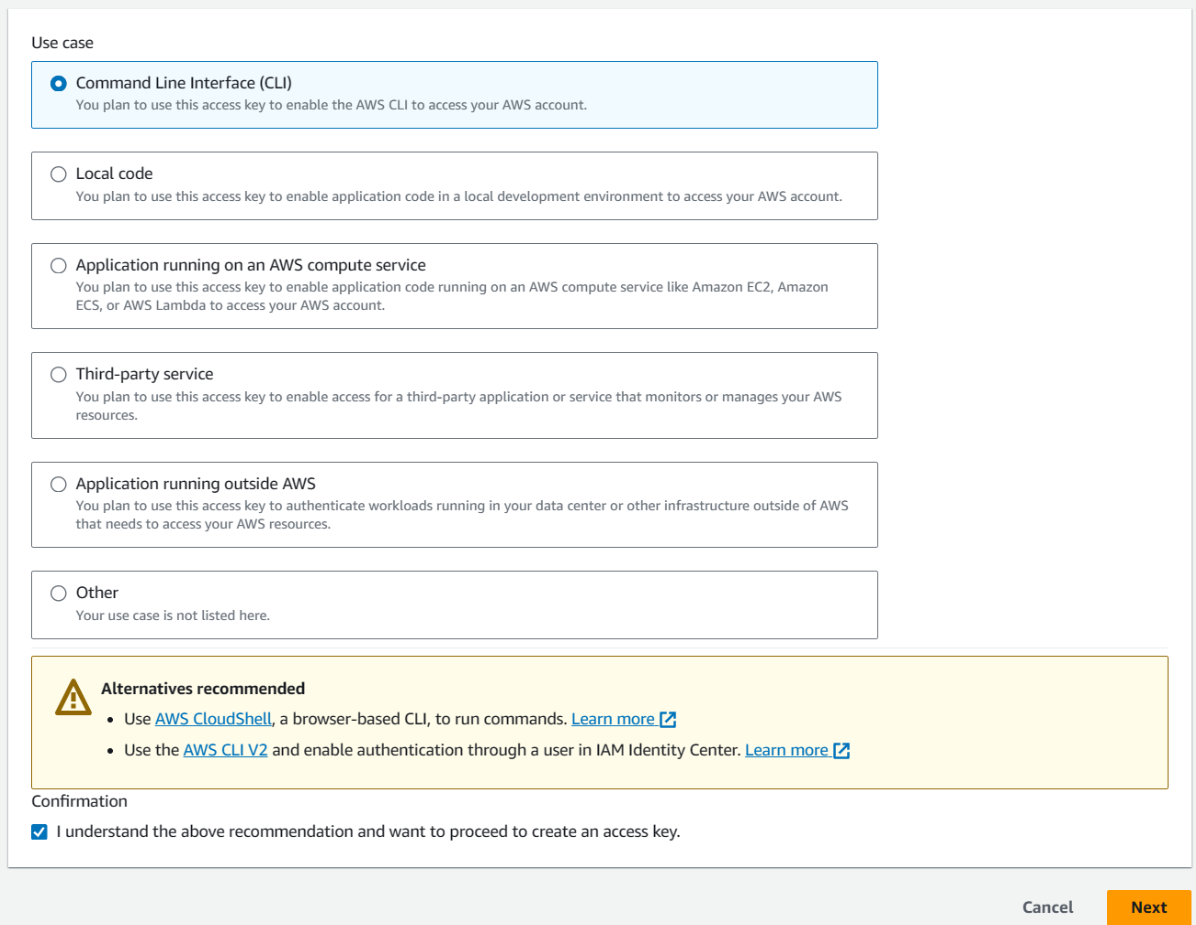 Use case
Command Line Interface (CLI)
You plan to use this access key to enable the AWS CLI to access your AWS account.
Local code
You plan to use this access key to enable application code in a local development environment to access your AWS account.
Application running on an AWS compute service
You plan to use this access key to enable application code running on an AWS compute service like Amazon EC2, Amazon
ECS, or AWS Lambda to access your AWS account.
Third-party service
You plan to use this access key to enable access for a third-party application or service that monitors or manages your AWS
resources.
Application running outside AWS
You plan to use this access key to authenticate workloads running in your data center or other infrastructure outside of AWS
that needs to access your AWS resources.
Other
Your use case is not listed here.
Alternatives recommended
• Use AWS CloudShell, a browser-based CLI, to run commands. Learn more
• Use the AWS CLI V2 and enable authentication through a user in IAM Identity Center. Learn more
Confirmation
I understand the above recommendation and want to proceed to create an access key.
Cancel Next